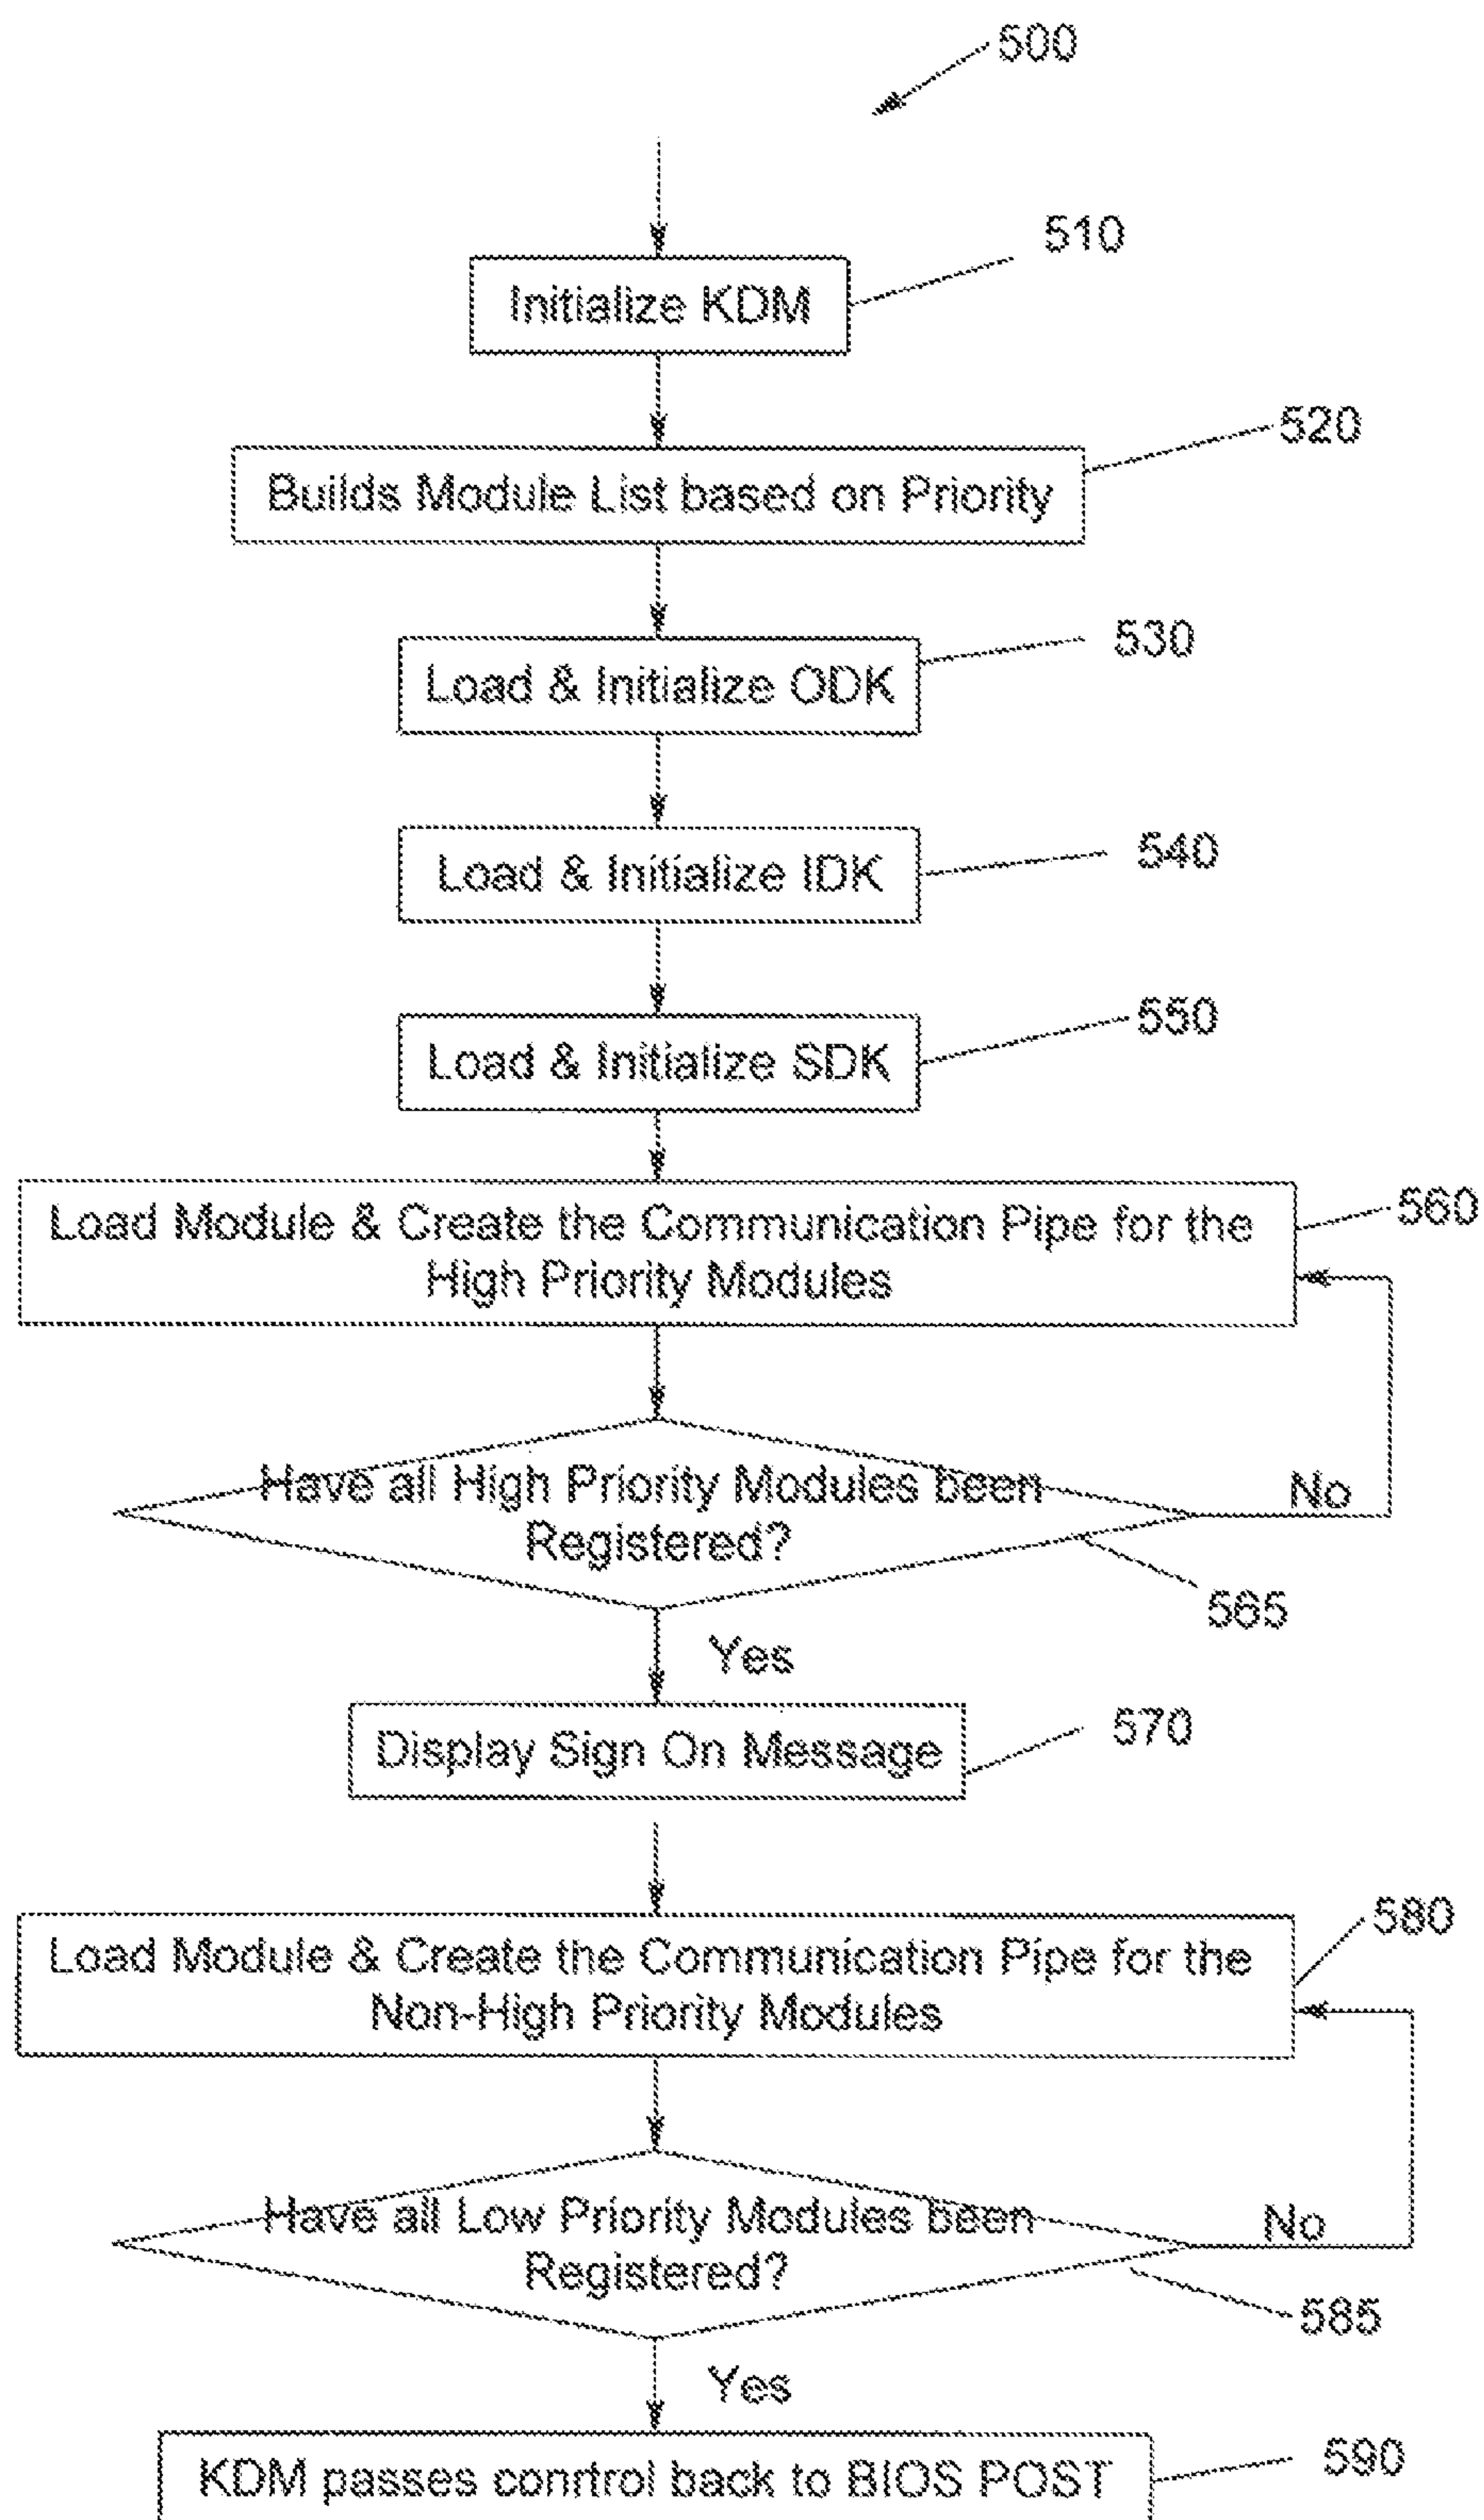 500
510
Initialize KDM
520
Builds Module List based on Priority
530
Load & Initialize ODK
540
Load & Initialize IDK
550
Load & Initialize SDK
560
Load Module & Create the Communication Pipe for the
High Priority Modules
Have all High Priority Modules been
Registered?
No
565
Yes
570
Display Sign On Message
580
Load Module & Create the Communication Pipe for the
Non-High Priority Modules
Have all Low Priority Modules been
Registered?
No
585
Yes
590
KDM passes conrtrol back to BIOS POST